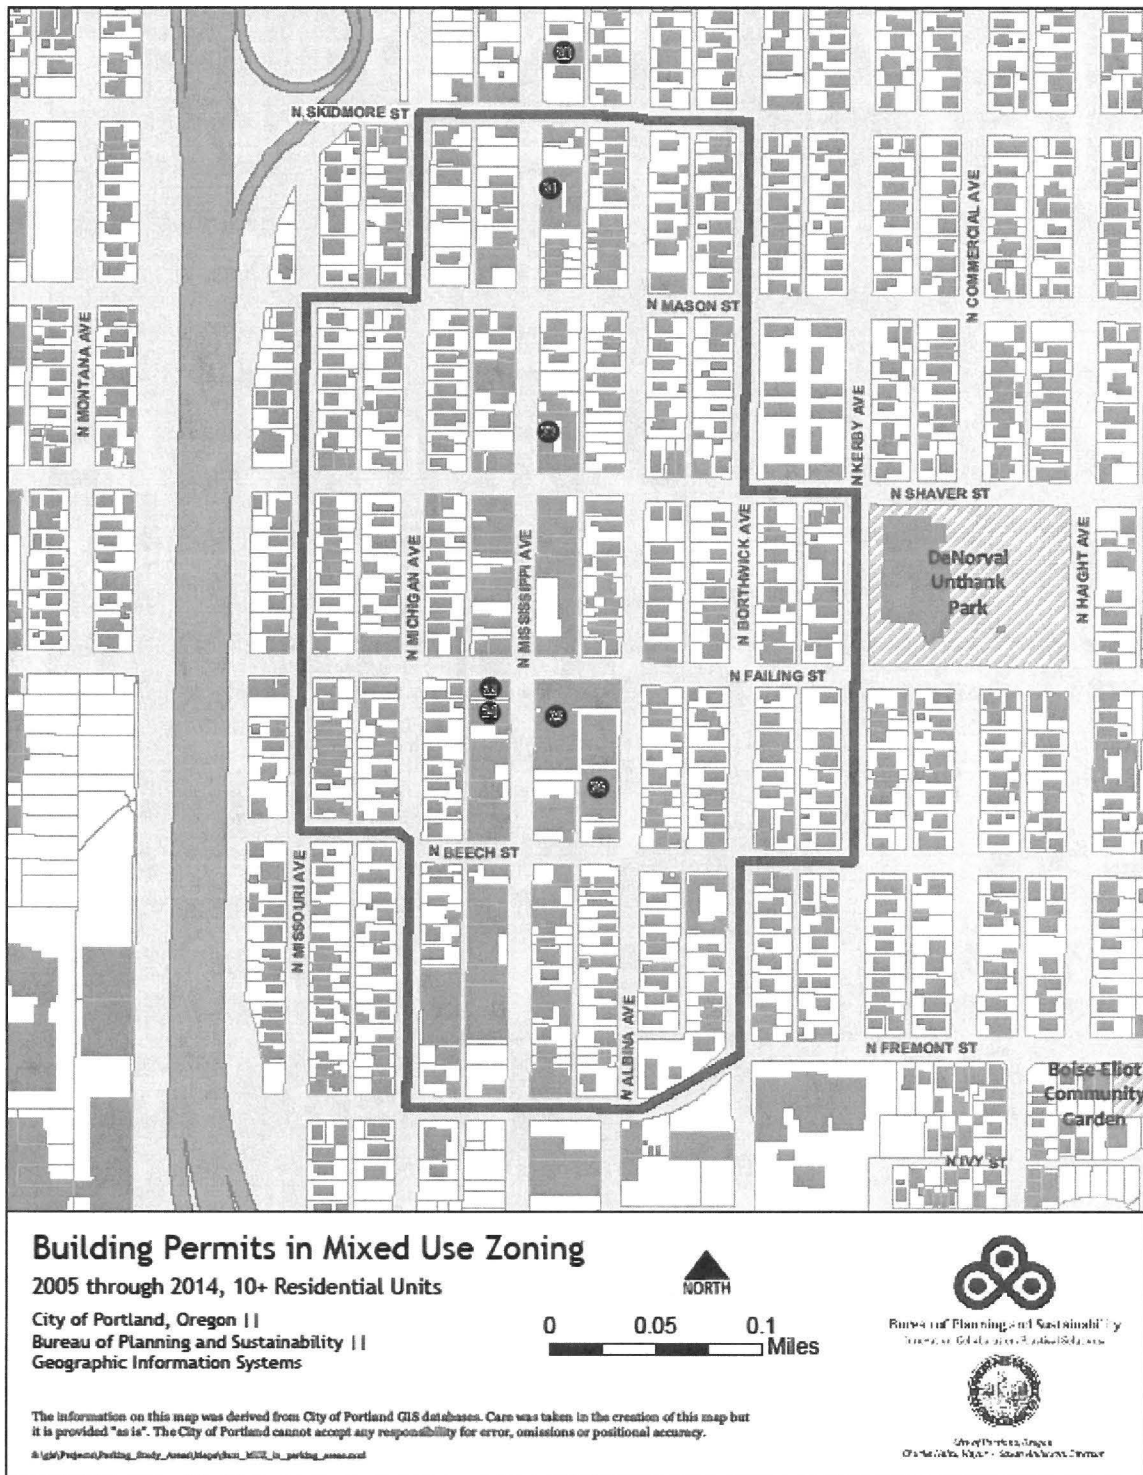 N SKIDMORE ST
N COMMERCIAL AVE
N MASON ST
N MONTANA AVE
N KERBY AVE
N SHAVER ST
N MICHIGAN AVE
N MISSISSIPPI AVE
N BORTHWICK AVE
DeNorval
Unthank
Park
N HAIGHT AVE
N FAILING ST
N BEECH ST
N MISSOURI AVE
N ALBINA AVE
N FREMONT ST
Boise-Eliot
Community
Garden
N IVY ST
Building Permits in Mixed Use Zoning
2005 through 2014, 10+ Residential Units
City of Portland, Oregon ||
Bureau of Planning and Sustainability ||
Geographic Information Systems
NORTH
0 0.05 0.1
Miles
Bureau of Planning and Sustainability
The information on this map was derived from City of Portland GIS databases. Care was taken in the creation of this map but
it is provided "as is". The City of Portland cannot accept any responsibility for error, omissions or positional accuracy.
City of Portland, Oregon